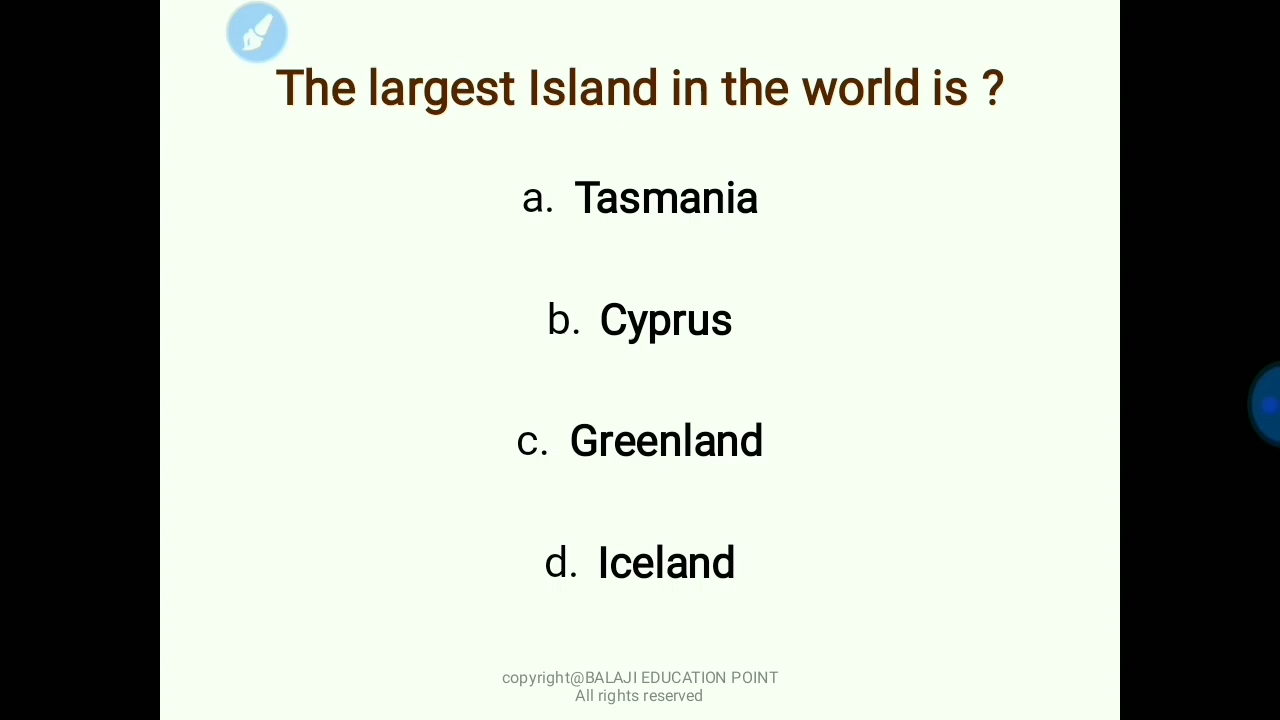 The largest Island in the world is ?
a. Tasmania
b. Cyprus
c. Greenland
d. Iceland
copyright@BALAJI EDUCATION POINT
All rights reserved